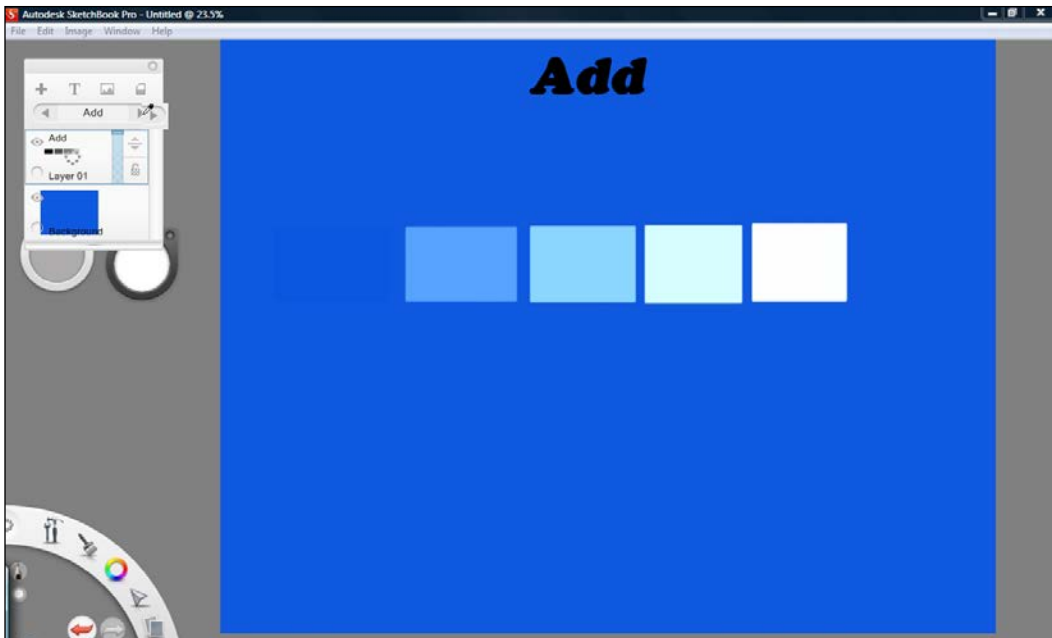 Autodesk SketchBook Pro - Untitled @ 23.5%
File Edit Image Window Help
Add
T
Add
Add
Layer 01
Background